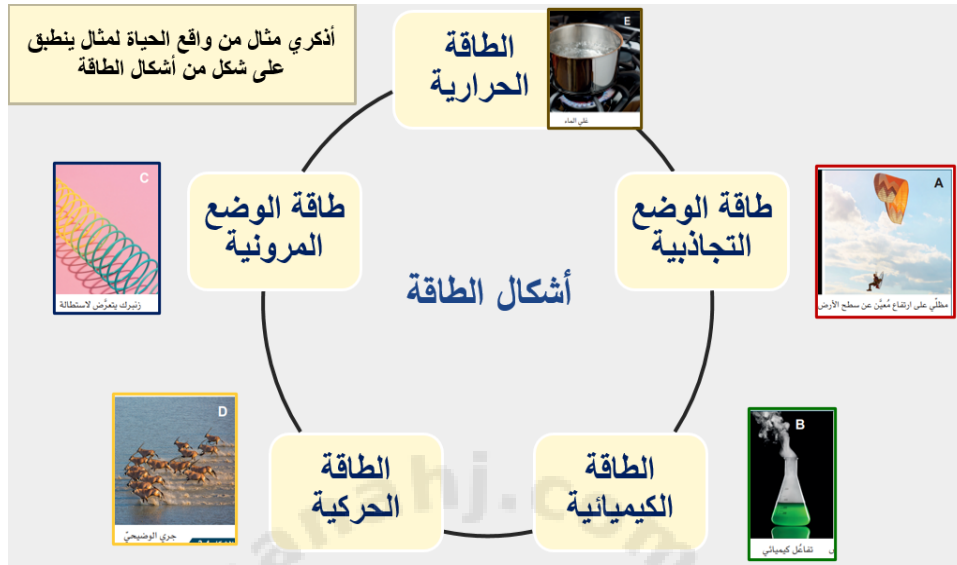 أذكري مثال من واقع الحياة لمثال ينطبق
على شكل من أشكال الطاقة
الطاقة
الحرارية
E
غلي الماء
طاقة الوضع
التجاذبية
A
مظلّي على ارتفاع مُعيَّن عن سطح الأرض
طاقة الوضع
المرونية
C
زنبرك يتعرَّض لاستطالة
أشكال الطاقة
الطاقة
الكيميائية
B
تفاعُل كيميائي
الطاقة
الحركية
D
جري الوضيحيّ